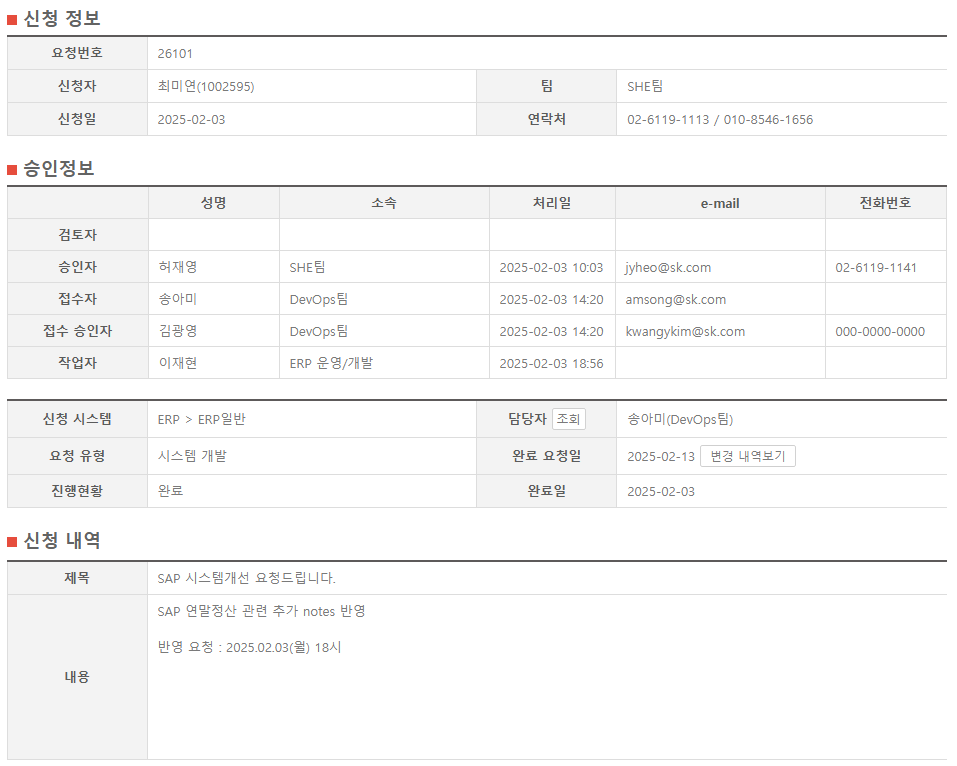 신청 정보
요청번호 26101
신청자 최미연(1002595) 팀 SHE팀
신청일 2025-02-03 연락처 02-6119-1113 / 010-8546-1656
승인정보
성명 소속 처리일 e-mail 전화번호
검토자
승인자 허재영 SHE팀 2025-02-03 10:03 jyheo@sk.com 02-6119-1141
접수자 송아미 DevOps팀 2025-02-03 14:20 amsong@sk.com
접수 승인자 김광영 DevOps팀 2025-02-03 14:20 kwangykim@sk.com 000-0000-0000
작업자 이재현 ERP 운영/개발 2025-02-03 18:56
신청 시스템 ERP > ERP일반 담당자 조회 송아미(DevOps팀)
요청 유형 시스템 개발 완료 요청일 2025-02-13 변경 내역보기
진행현황 완료 완료일 2025-02-03
신청 내역
제목 SAP 시스템개선 요청드립니다.
내용 SAP 연말정산 관련 추가 notes 반영
반영 요청 : 2025.02.03(월) 18시